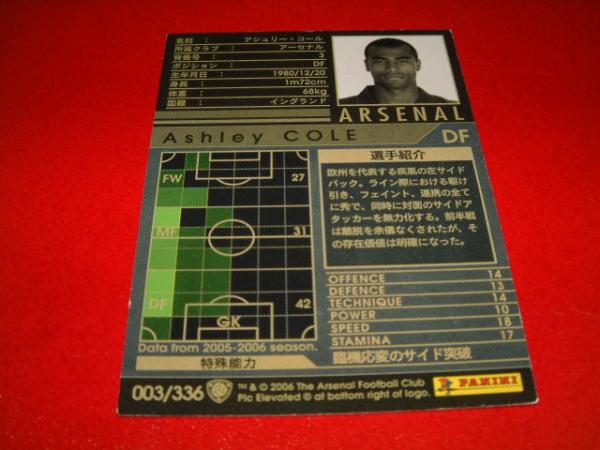 名前 : アシュリー・コール
所属クラブ : アーセナル
背番号 : 3
ポジション : DF
生年月日 : 1980/12/20
身長 : 1m72cm
体重 : 68kg
国籍 : イングランド
ARSENAL
Ashley COLE DF
FW 27
MF 31
DF 42
GK
Data from 2005-2006 season.
選手紹介
欧州を代表する疾風の左サイド
バック。ライン際における駆け
引き、フェイント、連携の全て
に秀で、同時に対面のサイドア
タッカーを無力化する。前半戦
は離脱を余儀なくされたが、そ
の存在価値は明確になった。
OFFENCE 14
DEFENCE 13
TECHNIQUE 14
POWER 10
SPEED 18
STAMINA 17
特殊能力 臨機応変のサイド突破
003/336 ™ & © 2006 The Arsenal Football Club
Plc Elevated ® at bottom right of logo.
PANINI